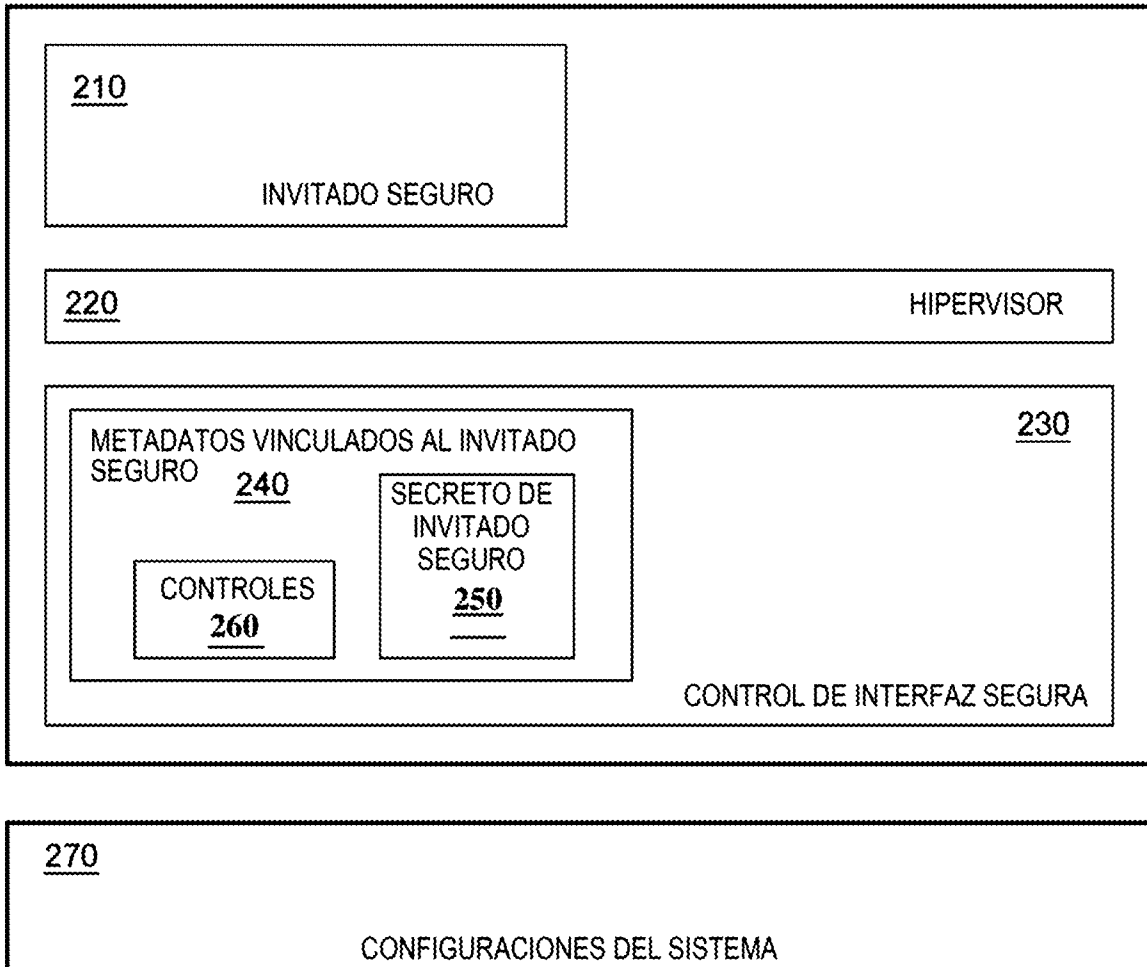 210
INVITADO SEGURO
220
HIPERVISOR
230
METADATOS VINCULADOS AL INVITADO
SEGURO
240
SECRETO DE
INVITADO
SEGURO
250
CONTROLES
260
CONTROL DE INTERFAZ SEGURA
270
CONFIGURACIONES DEL SISTEMA